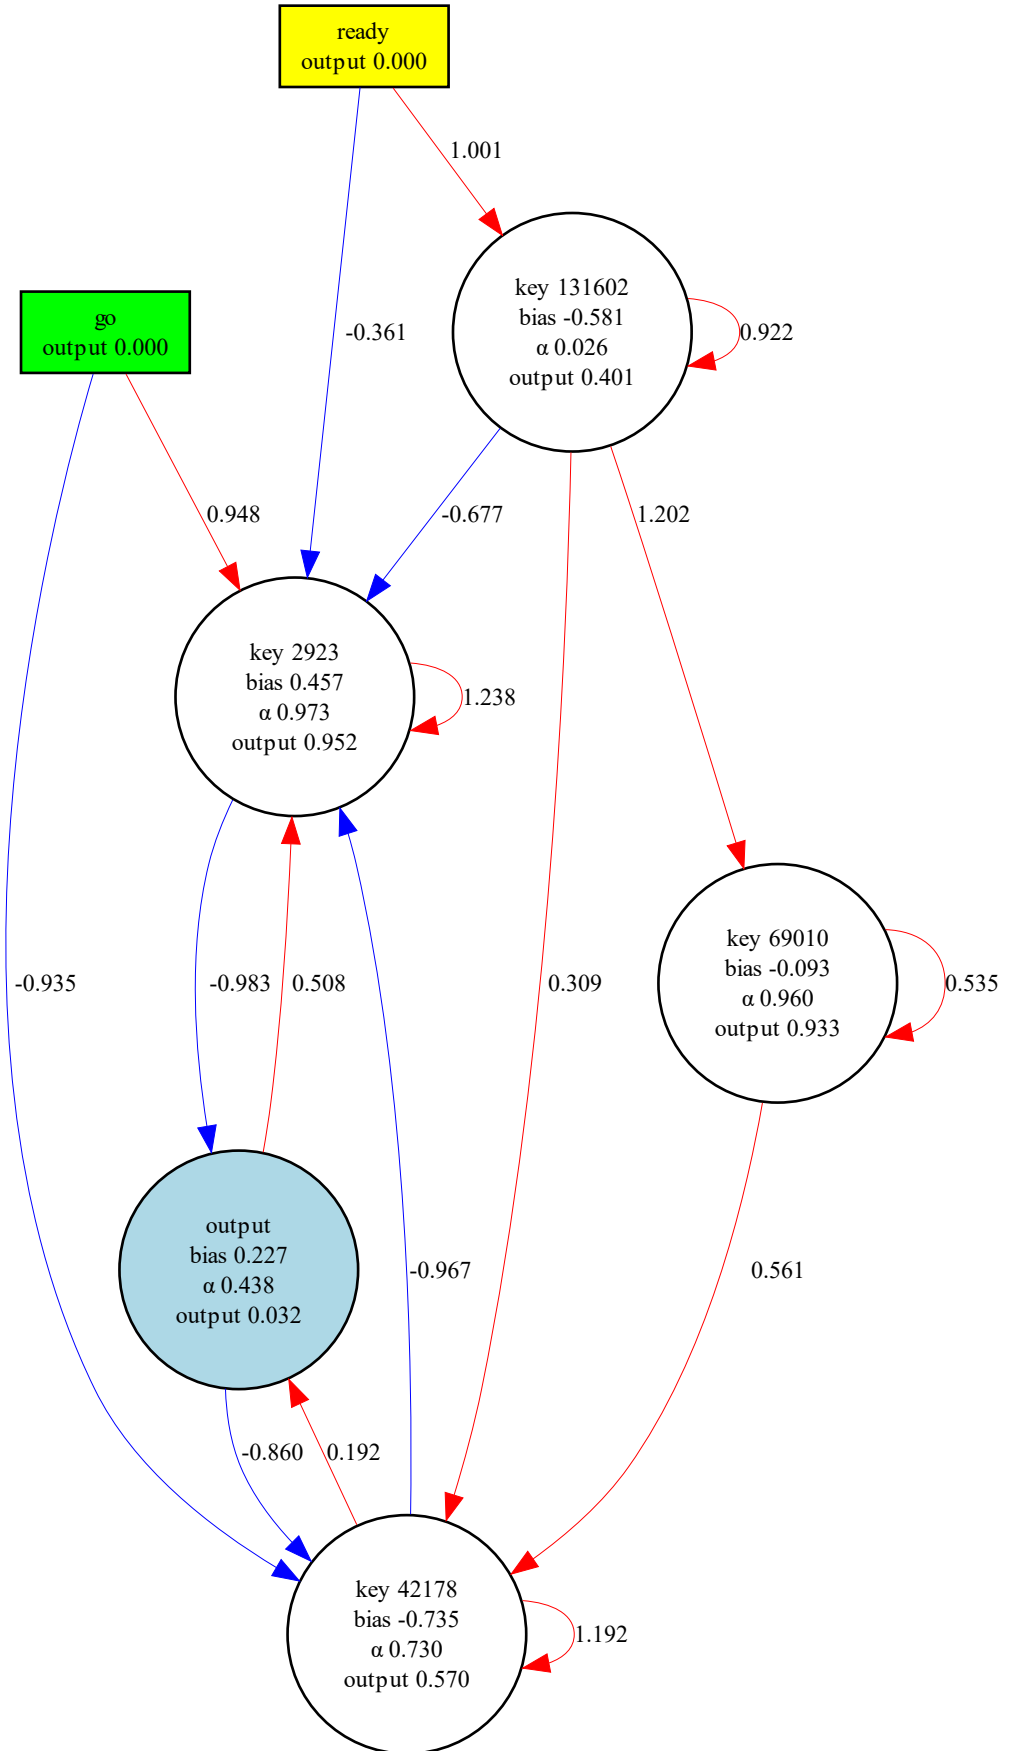 ready
output 0.000
1.001
key 131602
bias -0.581
α 0.026
output 0.401
0.922
go
output 0.000
-0.361
0.948
-0.677
1.202
key 2923
bias 0.457
α 0.973
output 0.952
1.238
key 69010
bias -0.093
α 0.960
output 0.933
0.535
-0.935
-0.983
0.508
0.309
output
bias 0.227
α 0.438
output 0.032
-0.967
0.561
-0.860
0.192
key 42178
bias -0.735
α 0.730
output 0.570
1.192